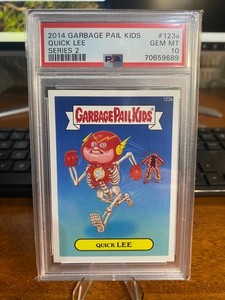 2014 GARBAGE PAIL KIDS #123a
QUICK LEE GEM MT
SERIES 2 PSA 10
70659689
123a
GARBAGE PAIL KIDS
QUICK LEE